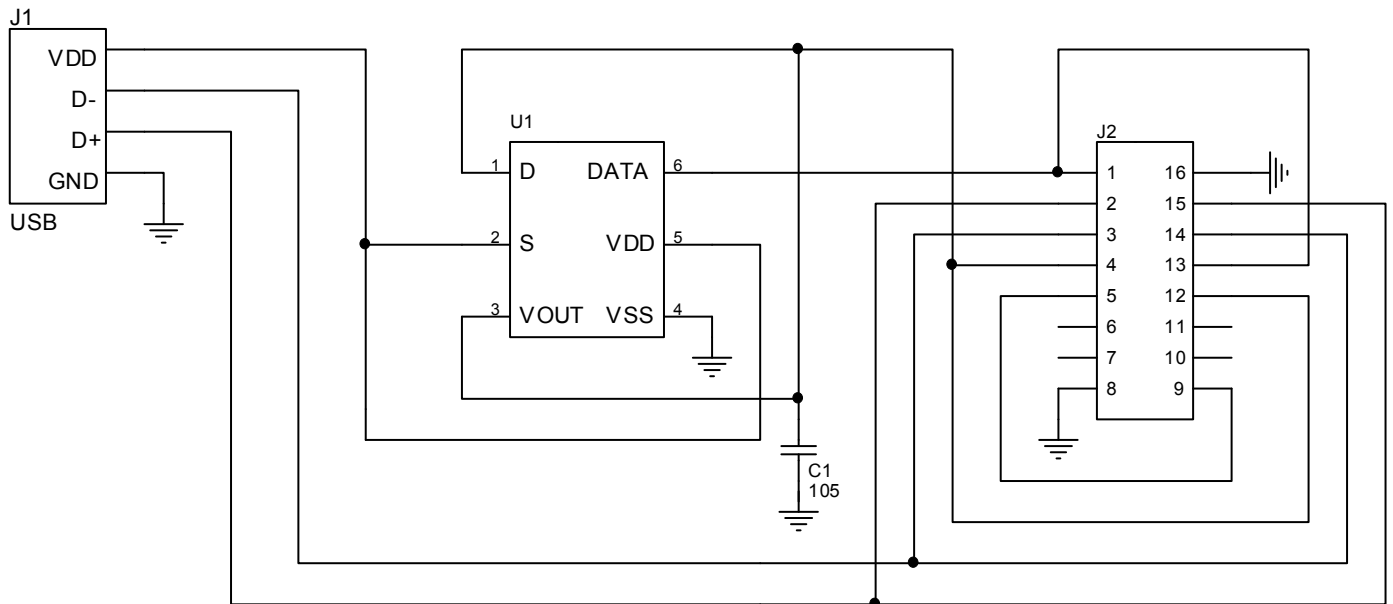 J1
VDD
D-
D+
GND
USB
U1
1 D DATA 6
2 S VDD 5
3 VOUT VSS 4
C1
105
J2
1 16
2 15
3 14
4 13
5 12
6 11
7 10
8 9